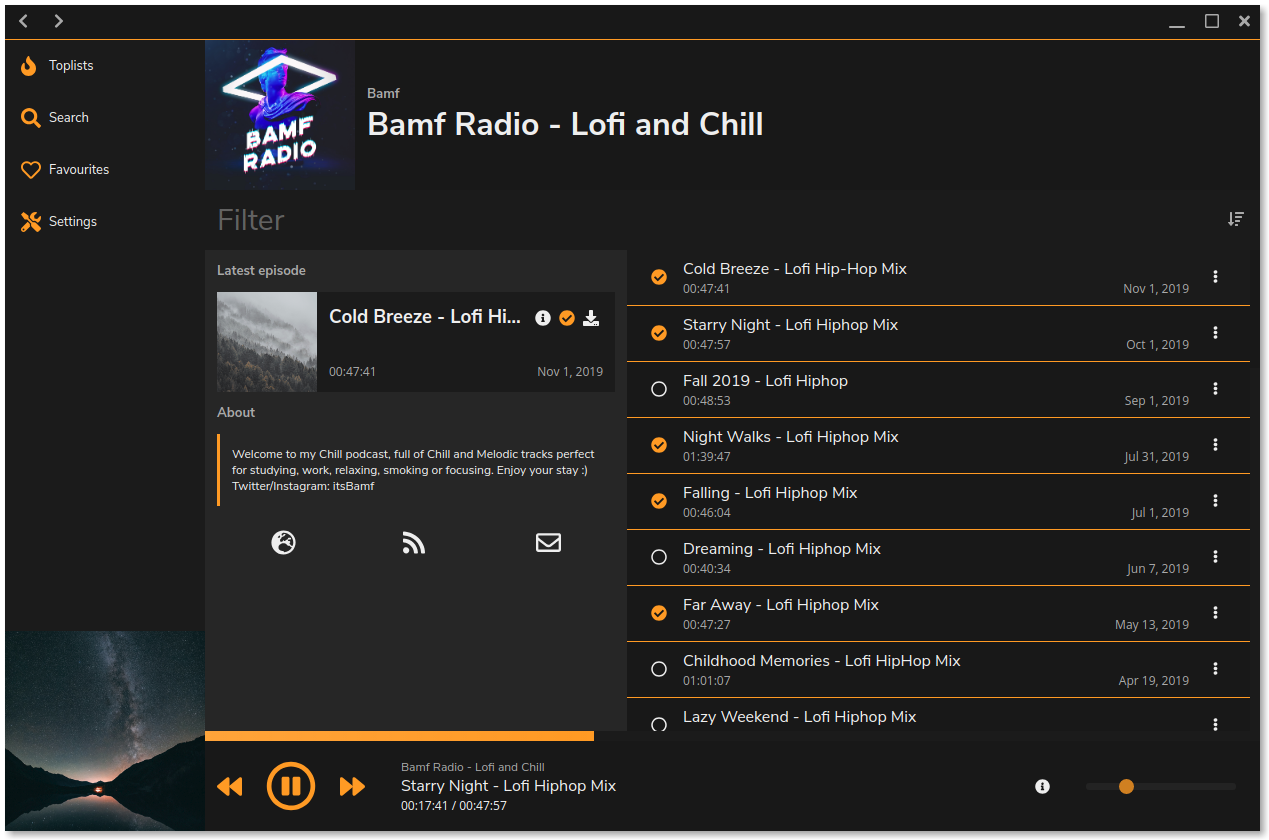 Toplists
Search
Favourites
Settings
BAMF
RADIO
Bamf
Bamf Radio - Lofi and Chill
Filter
Latest episode
Cold Breeze - Lofi Hi...
00:47:41
Nov 1, 2019
About
Welcome to my Chill podcast, full of Chill and Melodic tracks perfect
for studying, work, relaxing, smoking or focusing. Enjoy your stay :)
Twitter/Instagram: itsBamf
Cold Breeze - Lofi Hip-Hop Mix
00:47:41
Nov 1, 2019
Starry Night - Lofi Hiphop Mix
00:47:57
Oct 1, 2019
Fall 2019 - Lofi Hiphop
00:48:53
Sep 1, 2019
Night Walks - Lofi Hiphop Mix
01:39:47
Jul 31, 2019
Falling - Lofi Hiphop Mix
00:46:04
Jul 1, 2019
Dreaming - Lofi Hiphop Mix
00:40:34
Jun 7, 2019
Far Away - Lofi Hiphop Mix
00:47:27
May 13, 2019
Childhood Memories - Lofi HipHop Mix
01:01:07
Apr 19, 2019
Lazy Weekend - Lofi Hiphop Mix
Bamf Radio - Lofi and Chill
Starry Night - Lofi Hiphop Mix
00:17:41 / 00:47:57